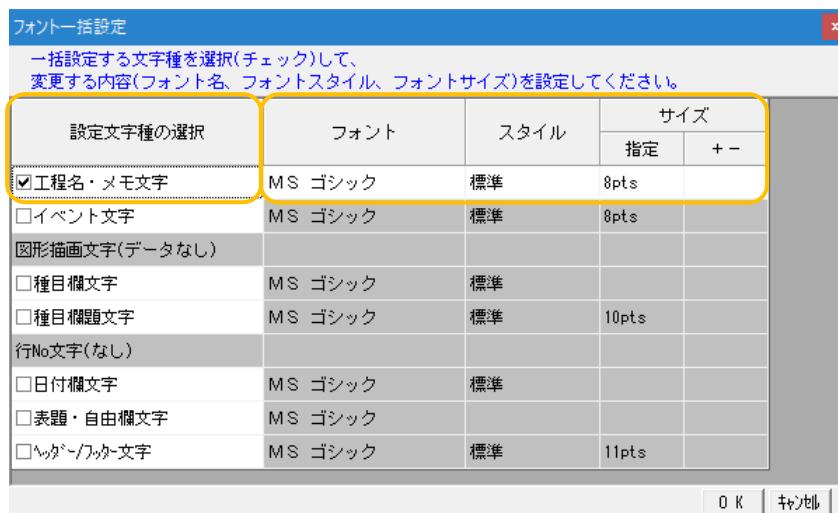 フォント一括設定
一括設定する文字種を選択(チェック)して、
変更する内容(フォント名、フォントスタイル、フォントサイズ)を設定してください。
設定文字種の選択 フォント スタイル サイズ
指定 +−
工程名・メモ文字 MS ゴシック 標準 8pts
イベント文字 MS ゴシック 標準 8pts
図形描画文字(データなし)
種目欄文字 MS ゴシック 標準
種目欄題文字 MS ゴシック 標準 10pts
行No文字(なし)
日付欄文字 MS ゴシック 標準
表題・自由欄文字 MS ゴシック
ヘッダー/フッター文字 MS ゴシック 標準 11pts
OK キャンセル